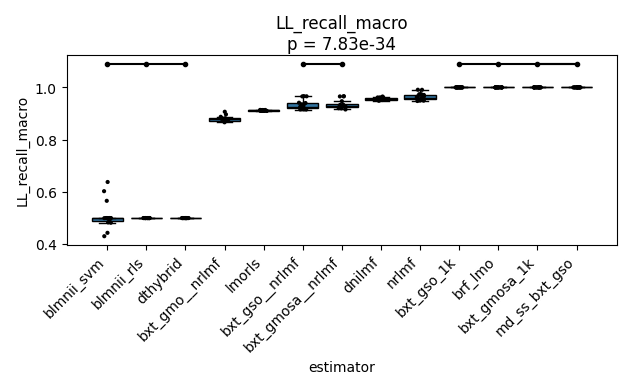 LL_recall_macro
p = 7.83e-34
LL_recall_macro
1.0
0.8
0.6
0.4
blmnii_svm
blmnii_rls
dthybrid
bxt_gmo__nrlmf
lmorls
bxt_gso__nrlmf
bxt_gmosa__nrlmf
dnilmf
nrlmf
bxt_gso_1k
brf_lmo
bxt_gmosa_1k
md_ss_bxt_gso
estimator